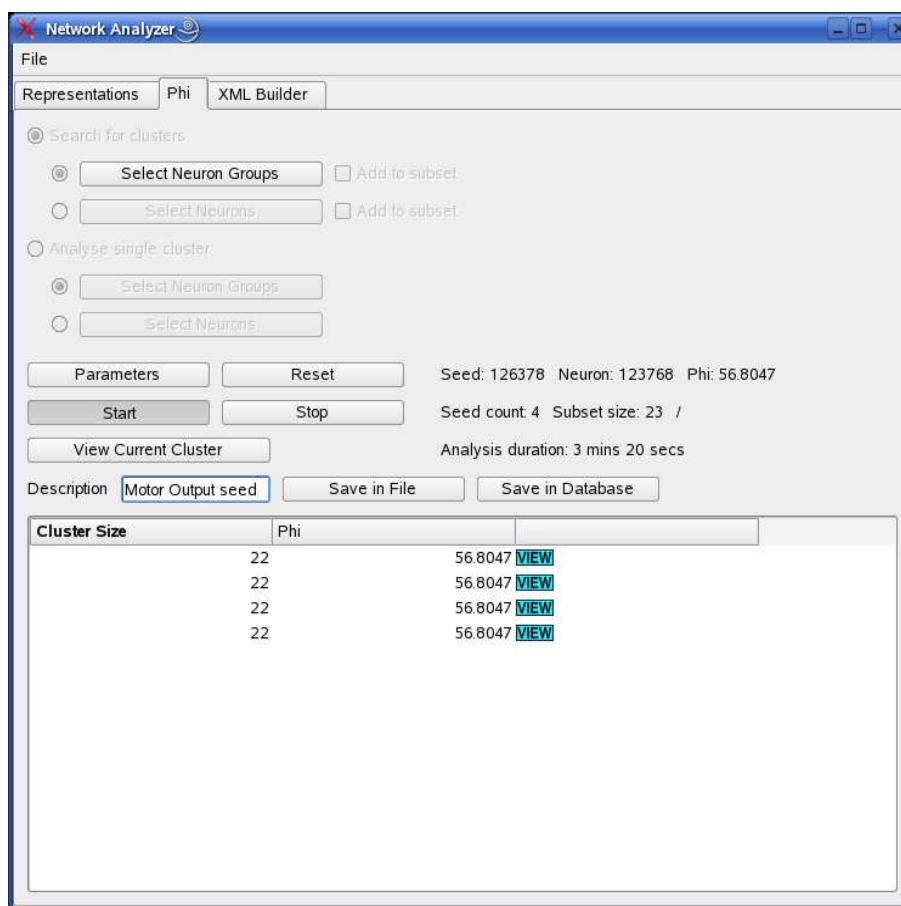 Network Analyzer
File
Representations Phi XML Builder
Search for clusters
Select Neuron Groups Add to subset
Select Neurons Add to subset
Analyse single cluster
Select Neuron Groups
Select Neurons
Parameters Reset Seed: 126378 Neuron: 123768 Phi: 56.8047
Start Stop Seed count: 4 Subset size: 23 /
View Current Cluster Analysis duration: 3 mins 20 secs
Description Motor Output seed Save in File Save in Database
Cluster Size Phi
22 56.8047 VIEW
22 56.8047 VIEW
22 56.8047 VIEW
22 56.8047 VIEW